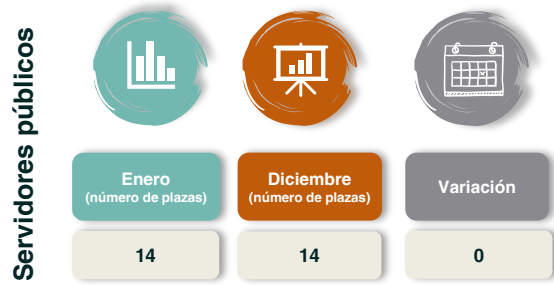 Servidores públicos
Enero
(número de plazas)
Diciembre
(número de plazas)
Variación
14
14
0